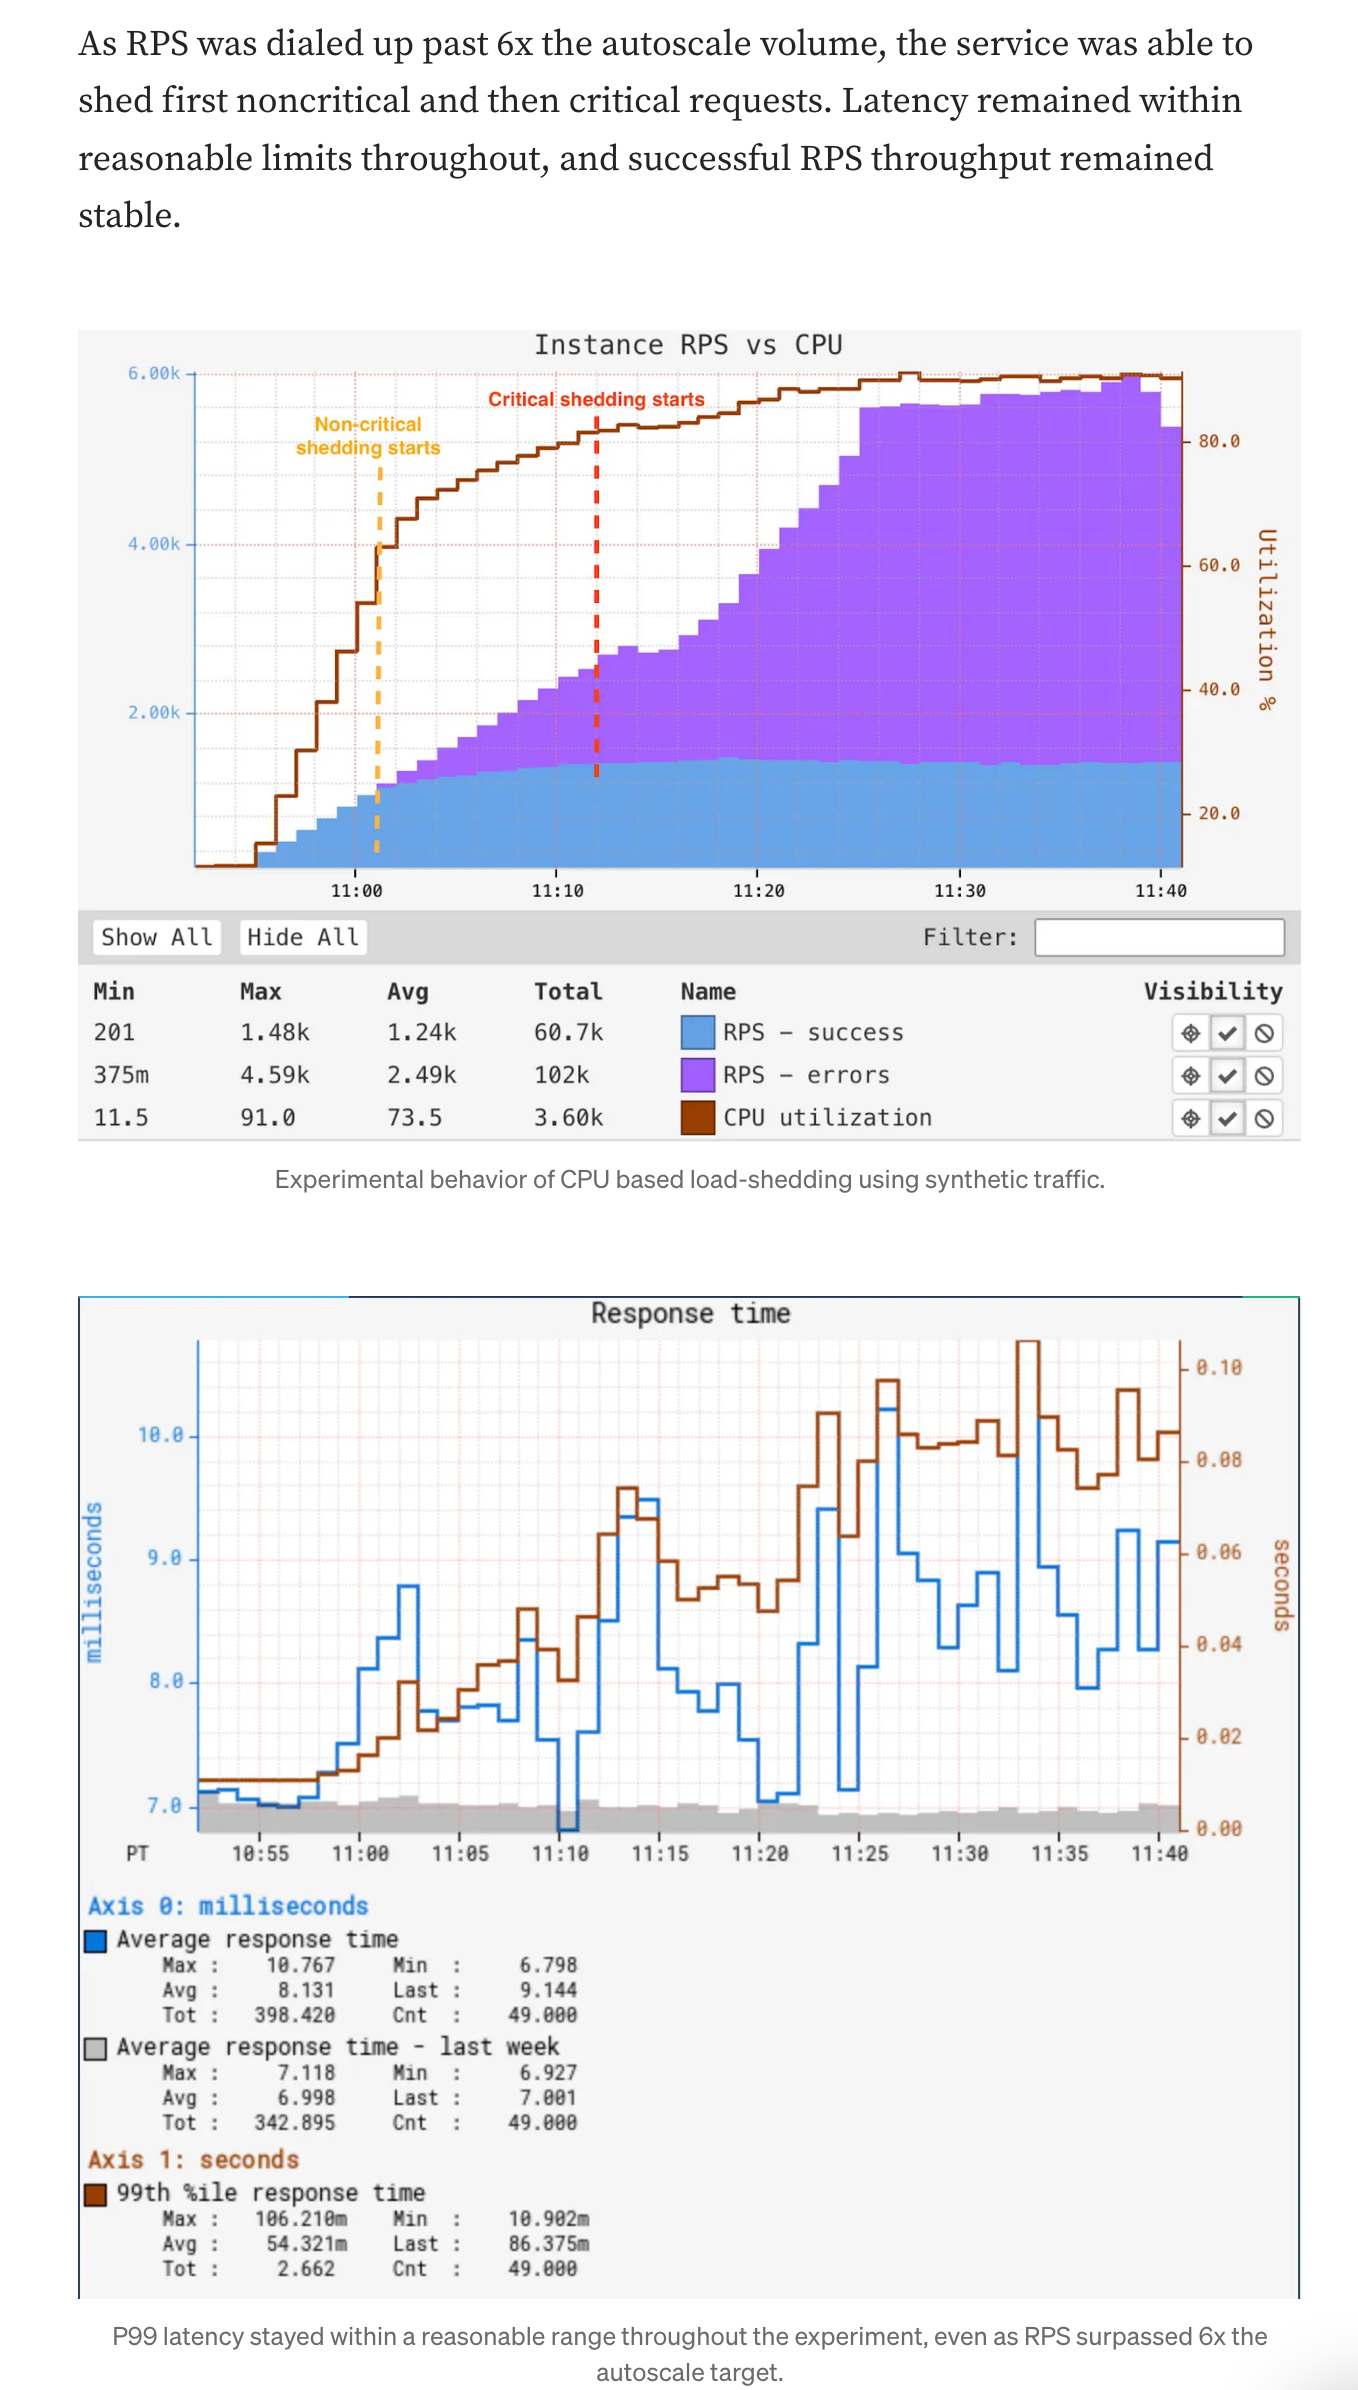 As RPS was dialed up past 6x the autoscale volume, the service was able to
shed first noncritical and then critical requests. Latency remained within
reasonable limits throughout, and successful RPS throughput remained
stable.
Instance RPS vs CPU
6.00k
4.00k
2.00k
Non-critical
shedding starts
Critical shedding starts
80.0
60.0
40.0
20.0
Utilization %
11:00 11:10 11:20 11:30 11:40
Show All Hide All Filter:
Min Max Avg Total Name Visibility
201 1.48k 1.24k 60.7k RPS – success
375m 4.59k 2.49k 102k RPS – errors
11.5 91.0 73.5 3.60k CPU utilization
Experimental behavior of CPU based load-shedding using synthetic traffic.
Response time
milliseconds
10.0
9.0
8.0
7.0
0.10
0.08
0.06
0.04
0.02
0.00
seconds
PT 10:55 11:00 11:05 11:10 11:15 11:20 11:25 11:30 11:35 11:40
Axis 0: milliseconds
Average response time
Max : 10.767 Min : 6.798
Avg : 8.131 Last : 9.144
Tot : 398.420 Cnt : 49.000
Average response time - last week
Max : 7.118 Min : 6.927
Avg : 6.998 Last : 7.001
Tot : 342.895 Cnt : 49.000
Axis 1: seconds
99th %ile response time
Max : 106.210m Min : 10.902m
Avg : 54.321m Last : 86.375m
Tot : 2.662 Cnt : 49.000
P99 latency stayed within a reasonable range throughout the experiment, even as RPS surpassed 6x the
autoscale target.